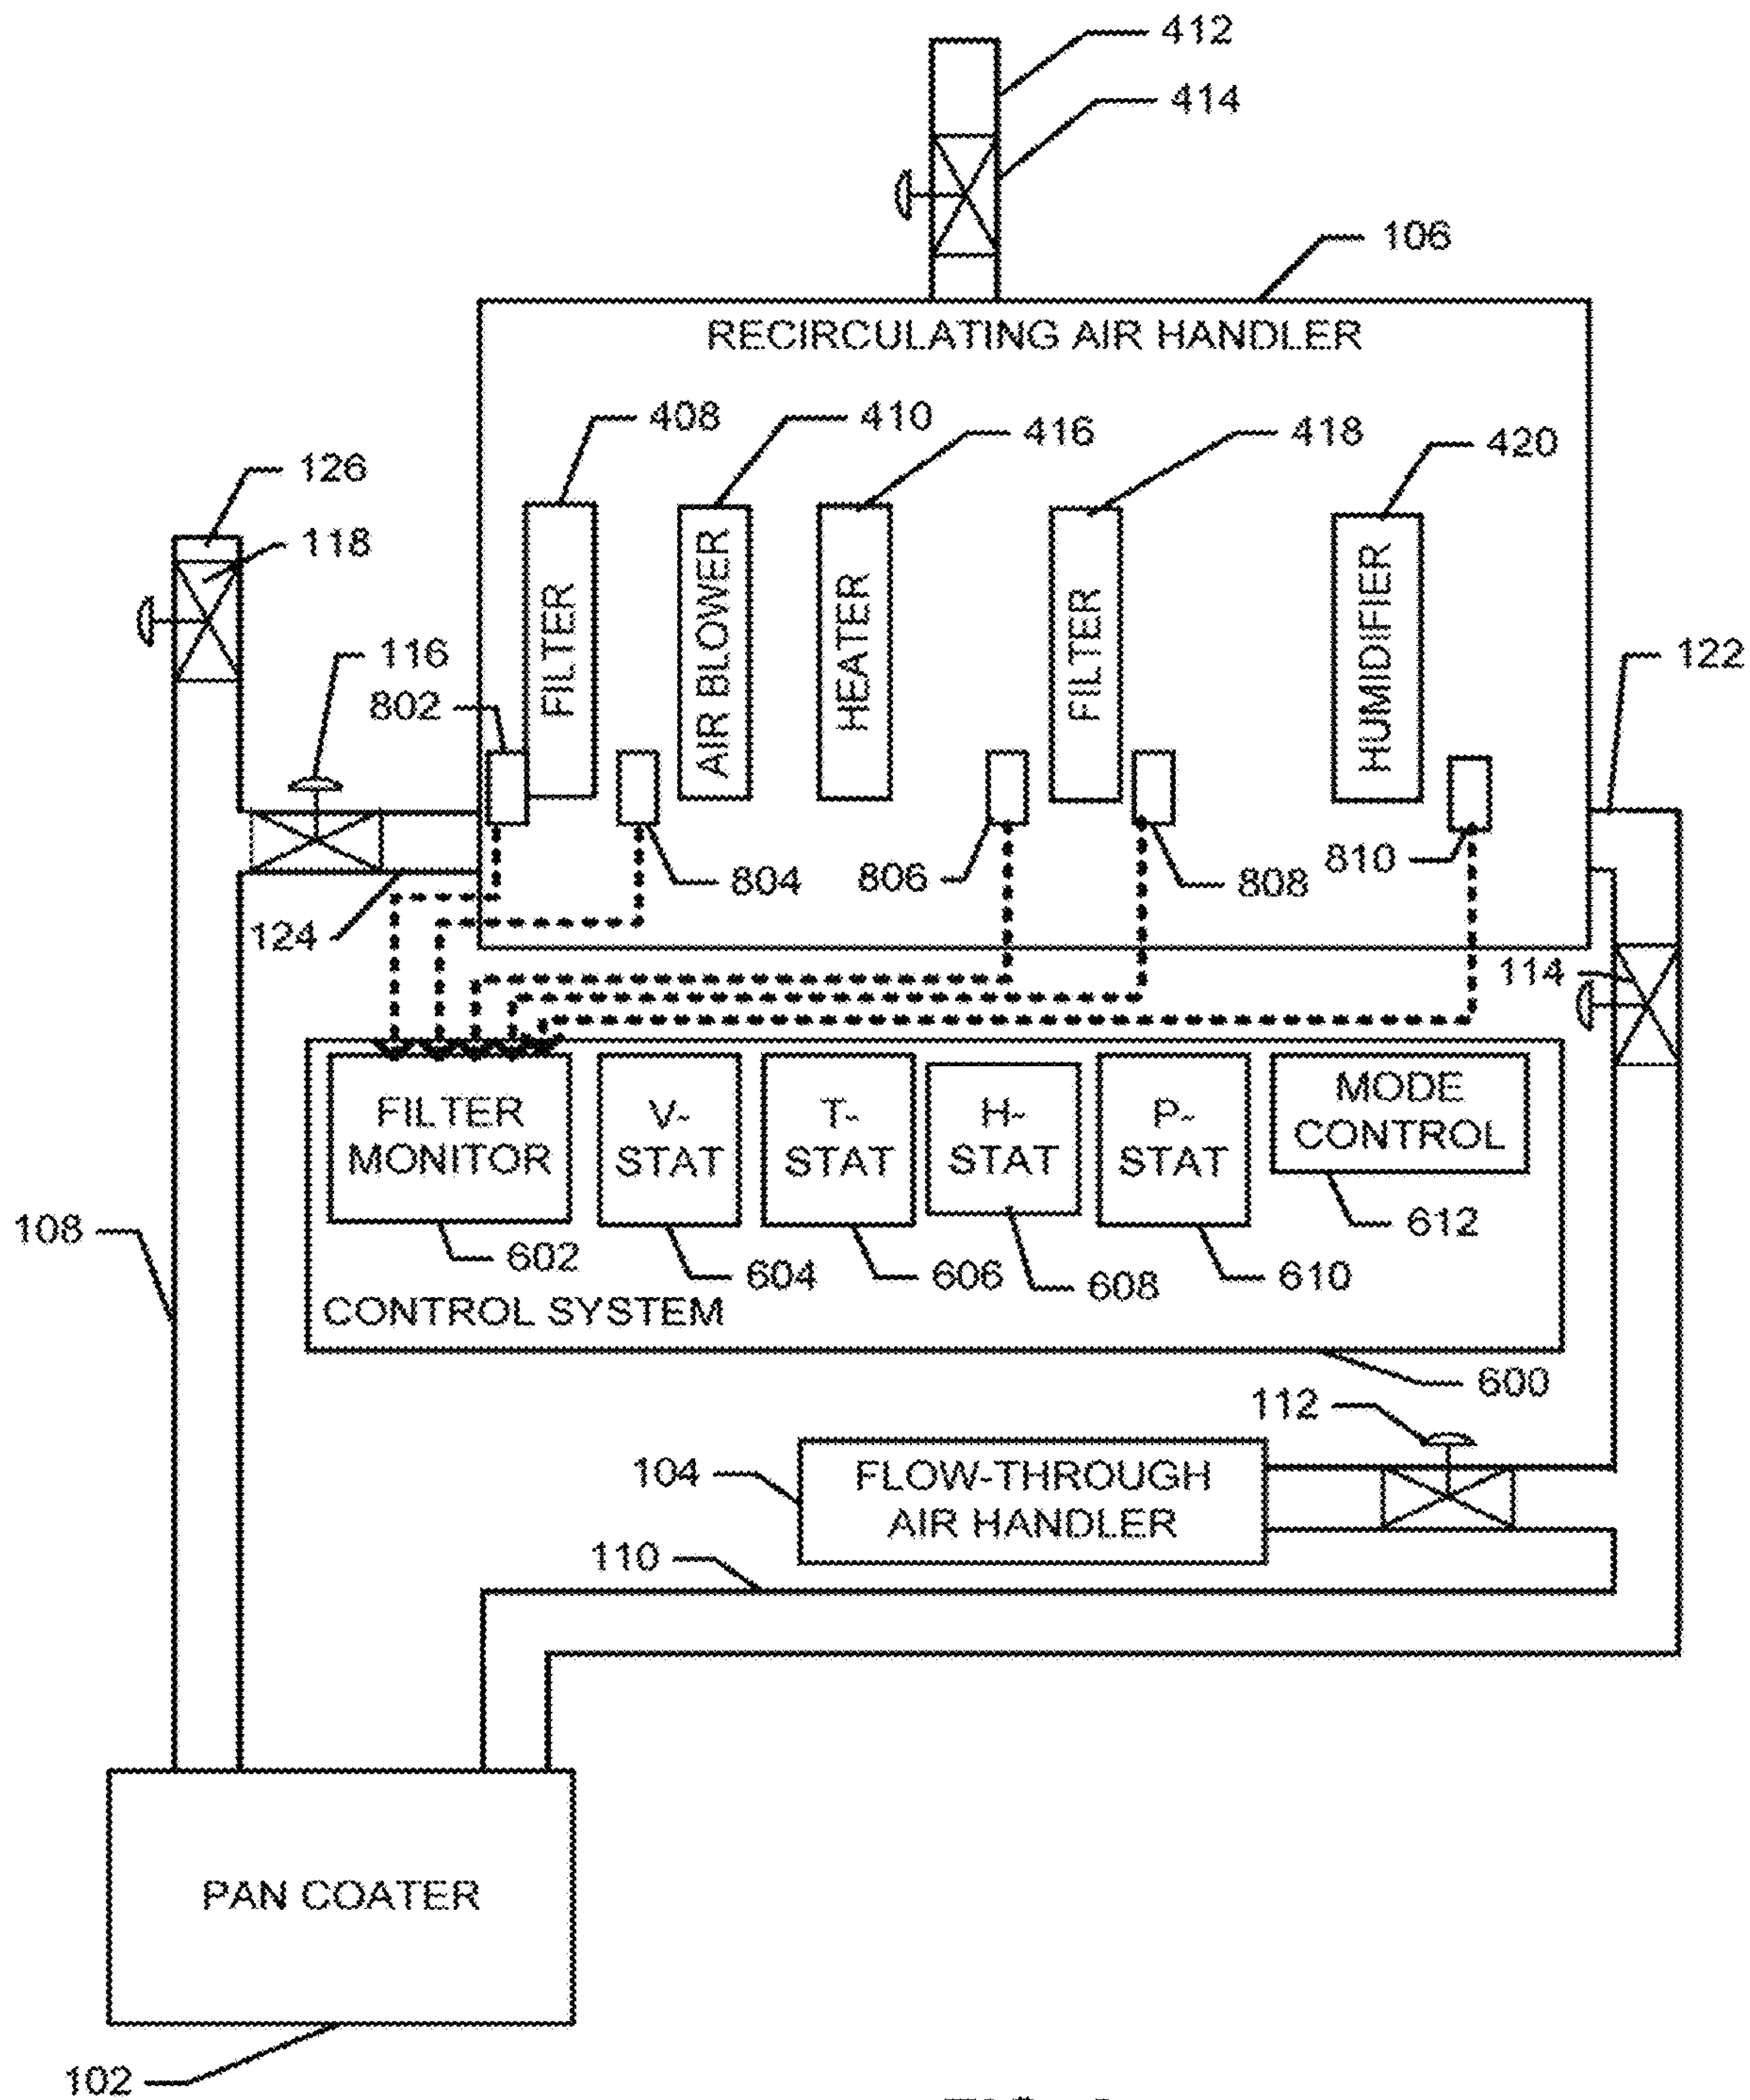 412
414
106
RECIRCULATING AIR HANDLER
408
410
416
418
420
126
118
116
802
FILTER
AIR BLOWER
HEATER
FILTER
HUMIDIFIER
122
804
806
808
810
124
114
FILTER
MONITOR
V-
STAT
T-
STAT
H-
STAT
P-
STAT
MODE
CONTROL
108
602
604
606
608
610
612
CONTROL SYSTEM
600
112
104
FLOW-THROUGH
AIR HANDLER
110
PAN COATER
102